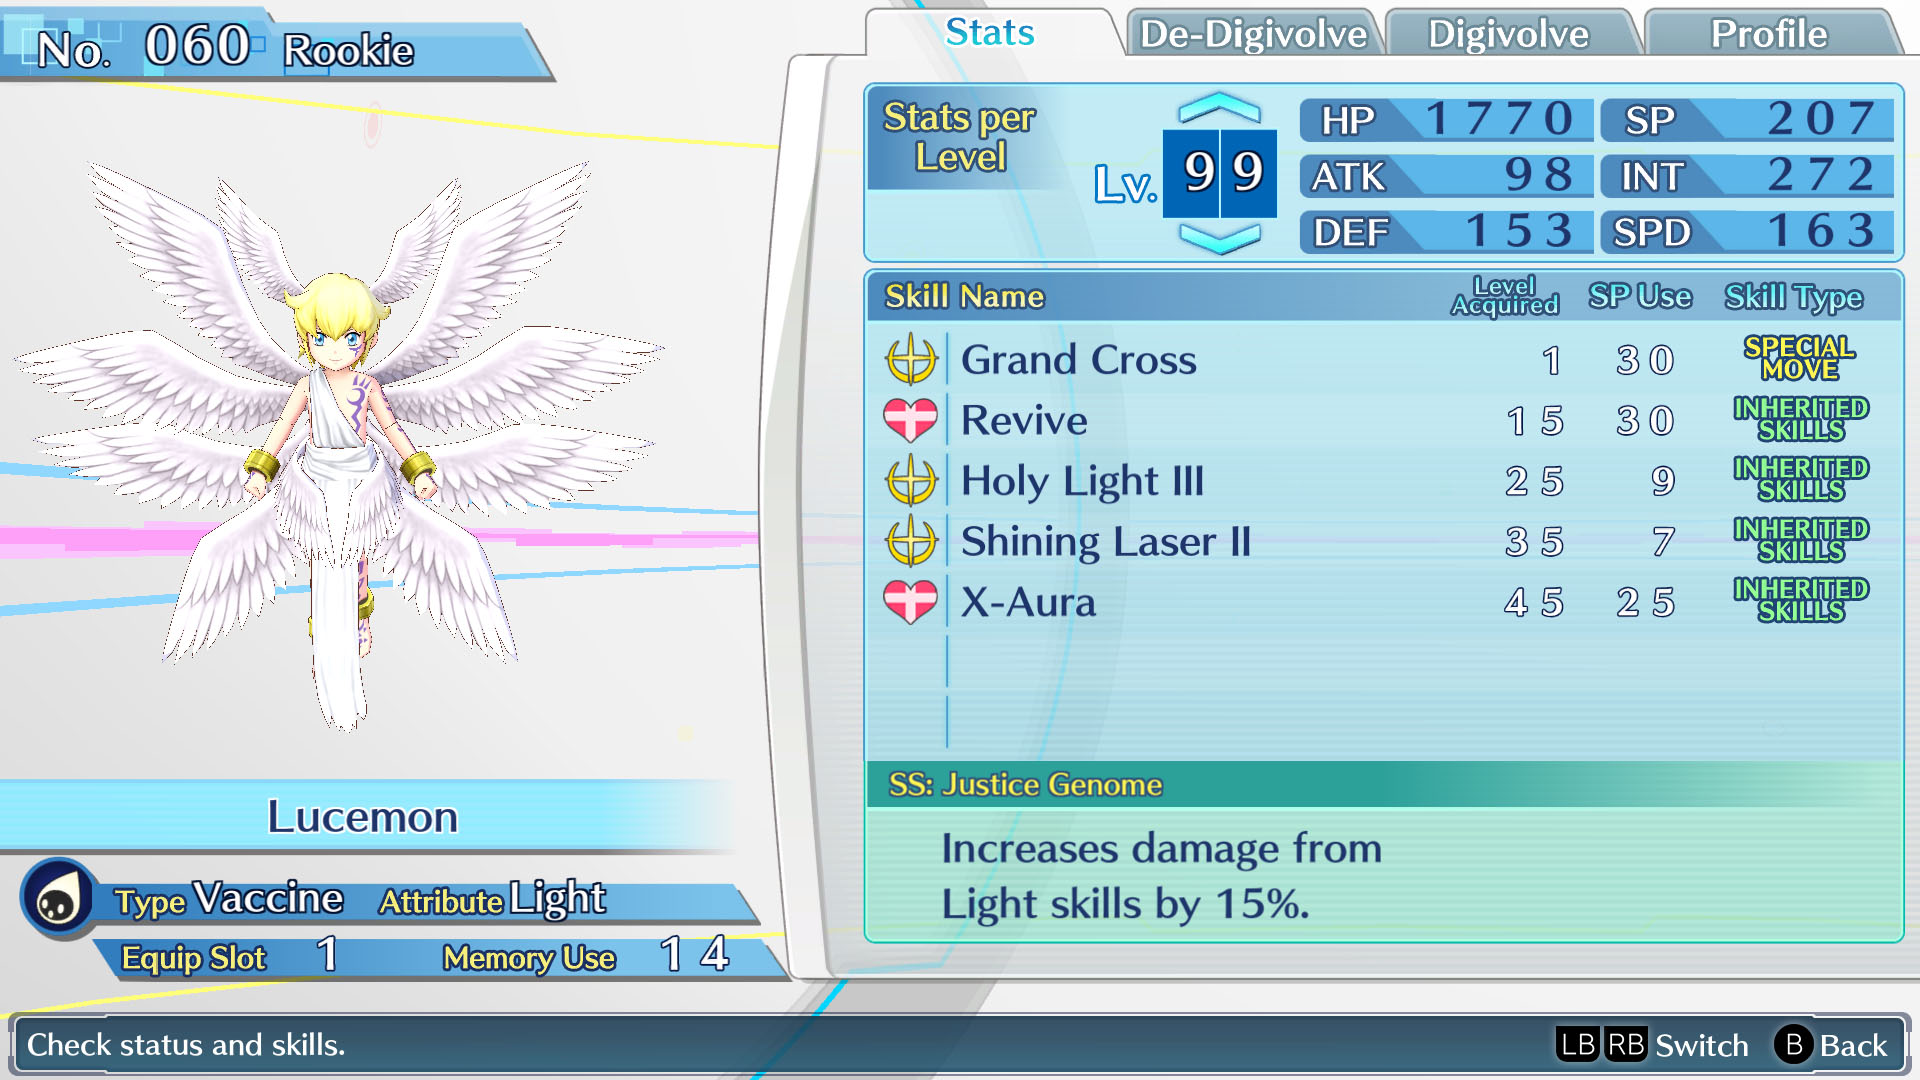 No. 060 Rookie
Stats De-Digivolve Digivolve Profile
Stats per
Level
Lv. 99
HP 1770 SP 207
ATK 98 INT 272
DEF 153 SPD 163
Skill Name Level Acquired SP Use Skill Type
Grand Cross 1 30 SPECIAL MOVE
Revive 15 30 INHERITED SKILLS
Holy Light III 25 9 INHERITED SKILLS
Shining Laser II 35 7 INHERITED SKILLS
X-Aura 45 25 INHERITED SKILLS
SS: Justice Genome
Increases damage from
Light skills by 15%.
Lucemon
Type Vaccine Attribute Light
Equip Slot 1 Memory Use 14
Check status and skills.
LB RB Switch B Back